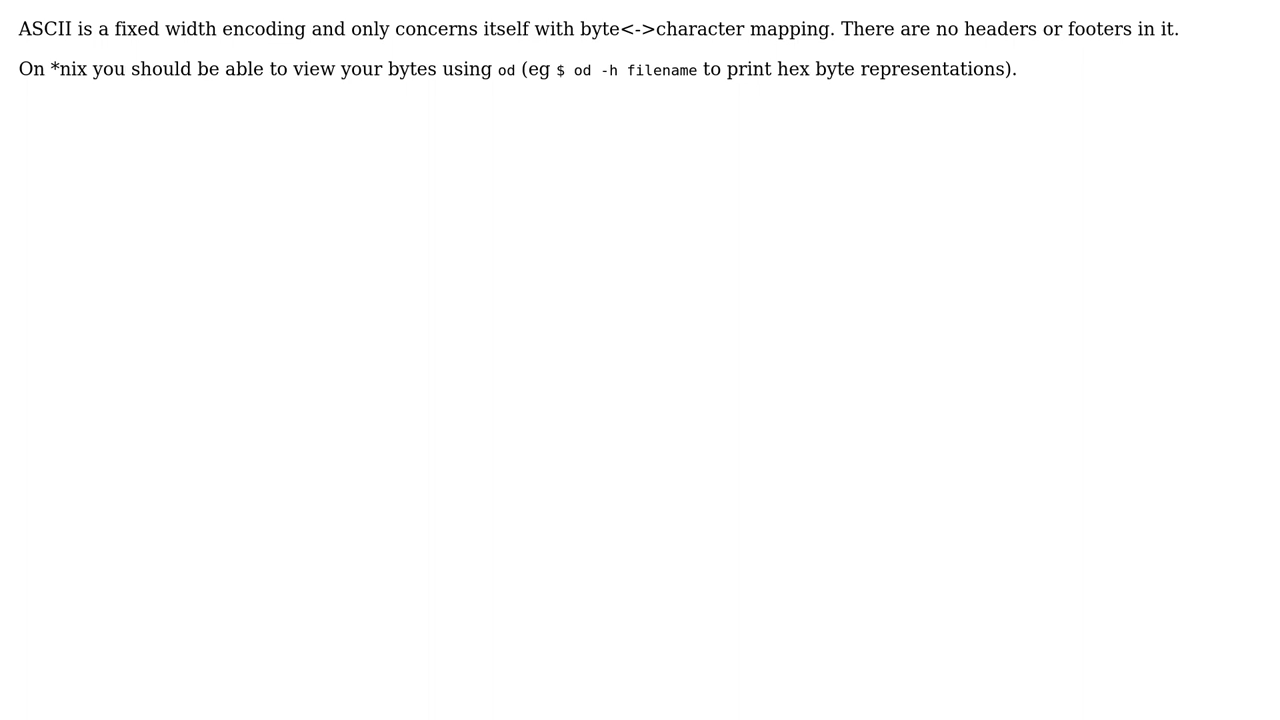 ASCII is a fixed width encoding and only concerns itself with byte<->character mapping. There are no headers or footers in it.
On *nix you should be able to view your bytes using od (eg $ od -h filename to print hex byte representations).